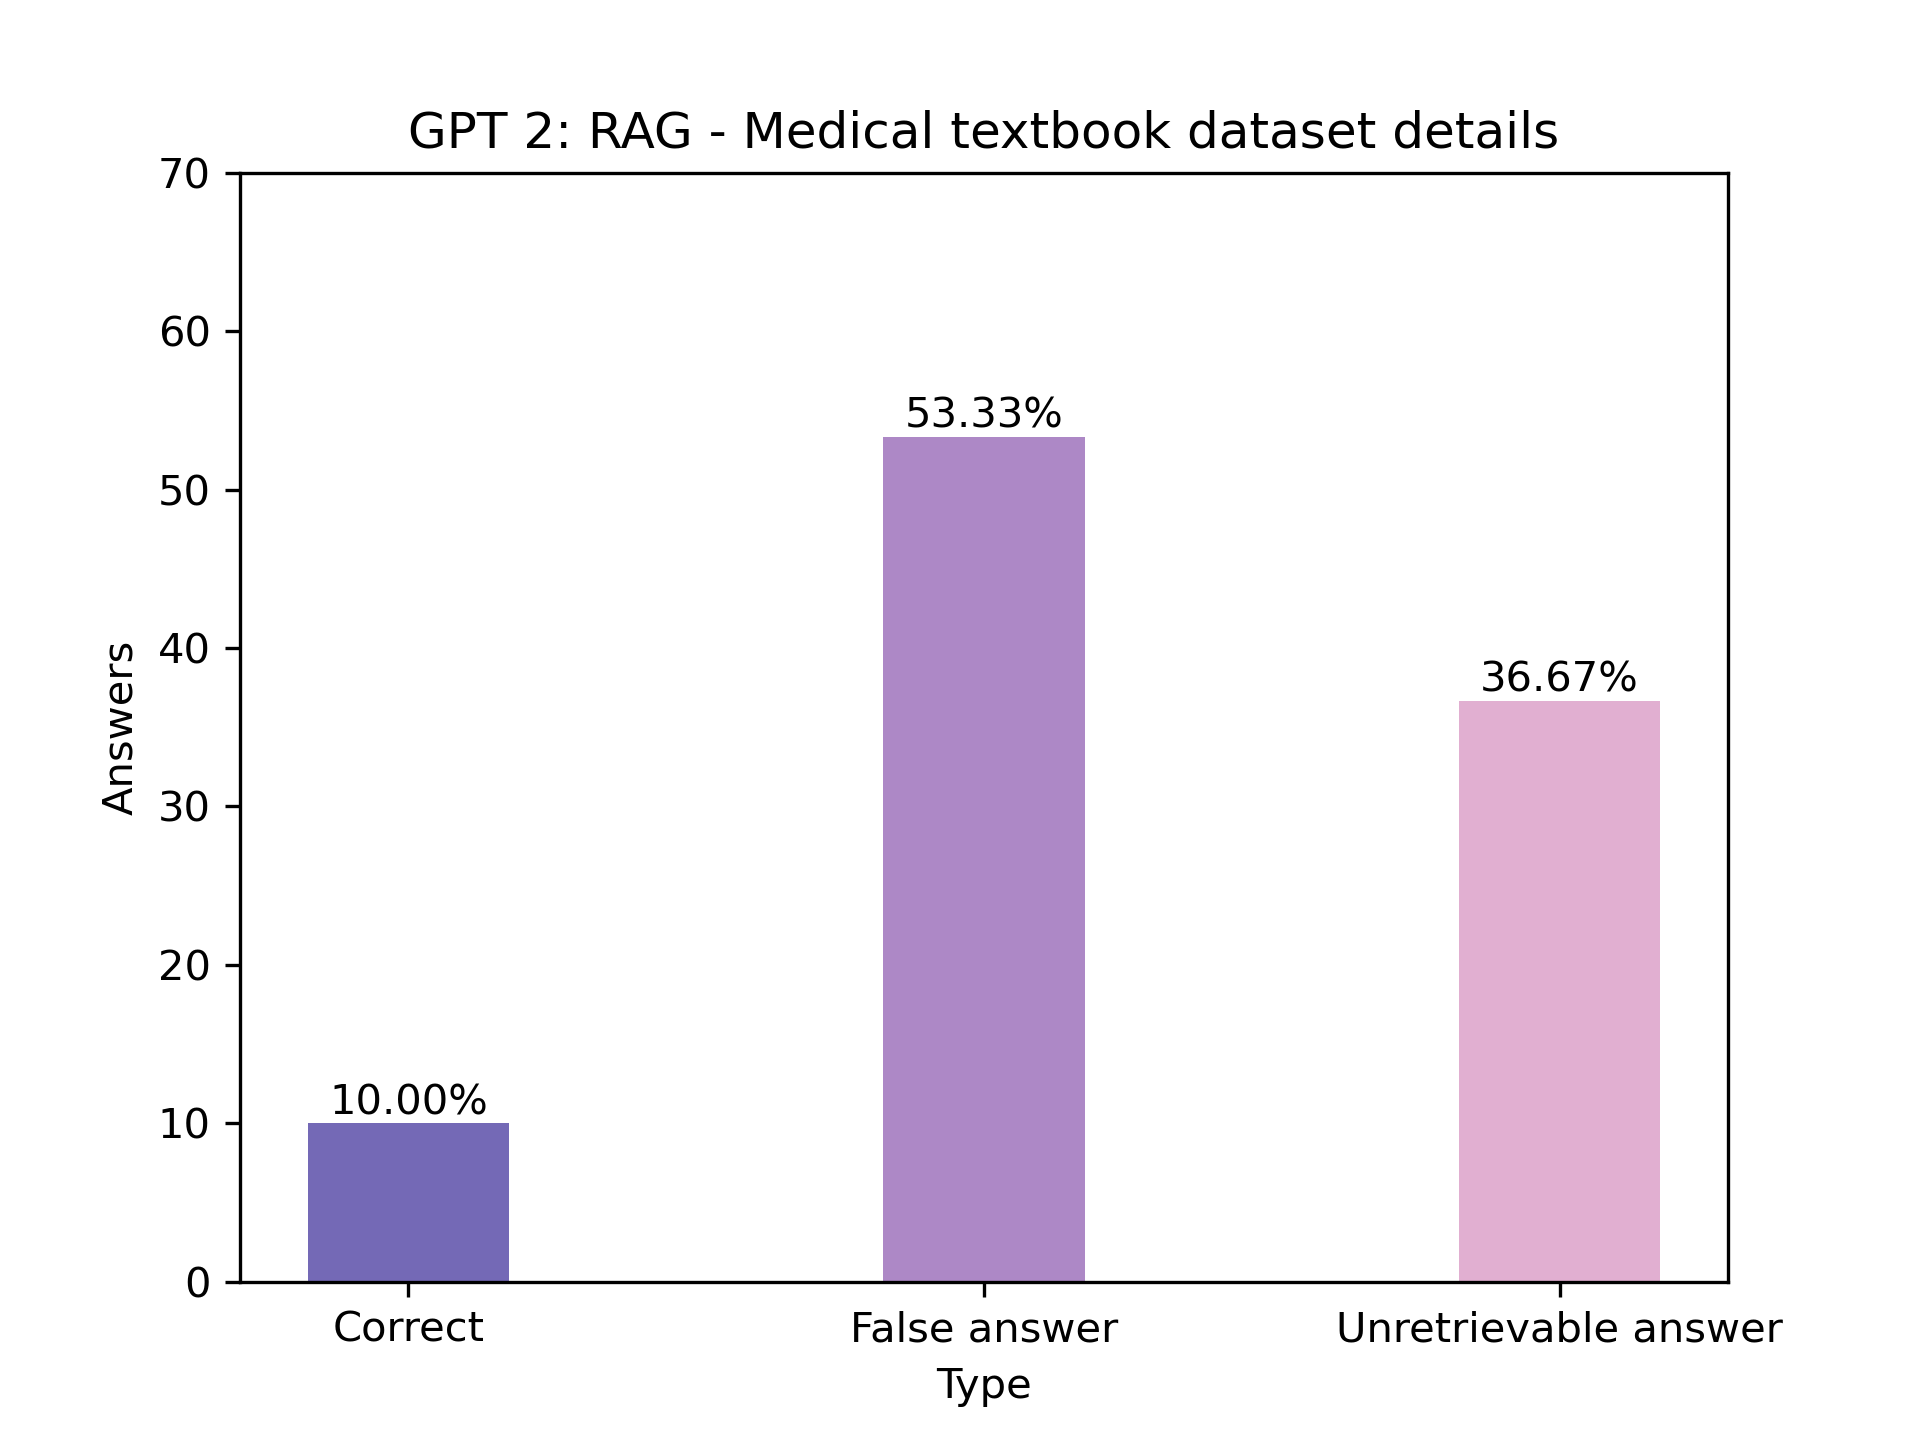 GPT 2: RAG - Medical textbook dataset details
70
60
50
40
30
20
10
0
Answers
10.00%
53.33%
36.67%
Correct
False answer
Unretrievable answer
Type